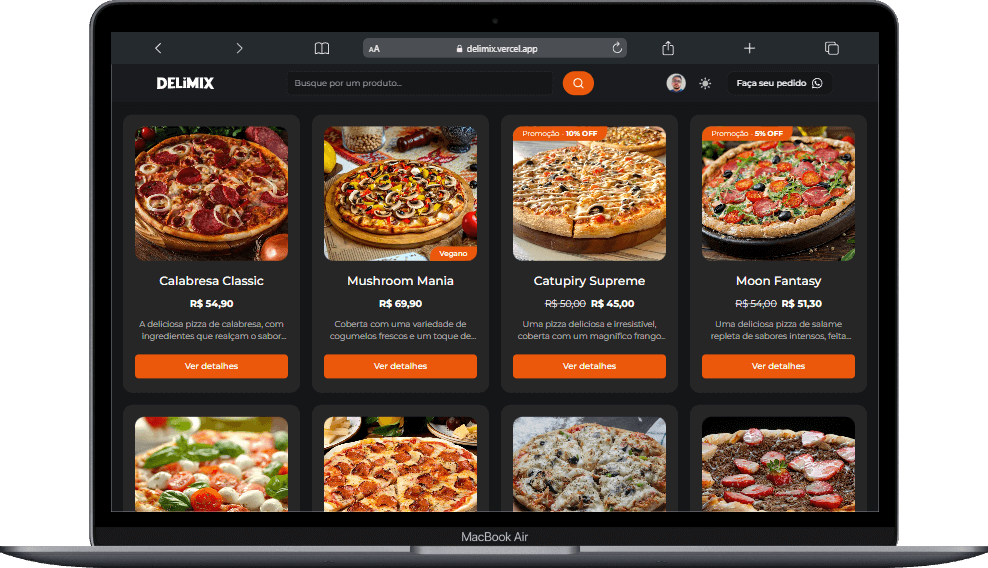 AA
delimix.vercel.app
DELiMIX
Busque por um produto...
Faça seu pedido
Promoção - 10% OFF
Promoção - 5% OFF
Vegano
Calabresa Classic
R$ 54,90
A deliciosa pizza de calabresa, com
ingredientes que realçam o sabor...
Ver detalhes
Mushroom Mania
R$ 69,90
Coberta com uma variedade de
cogumelos frescos e um toque de...
Ver detalhes
Catupiry Supreme
R$ 50,00 R$ 45,00
Uma pizza deliciosa e irresistível,
coberta com um magnífico frango...
Ver detalhes
Moon Fantasy
R$ 54,00 R$ 51,30
Uma deliciosa pizza de salame
repleta de sabores intensos, feita...
Ver detalhes
MacBook Air